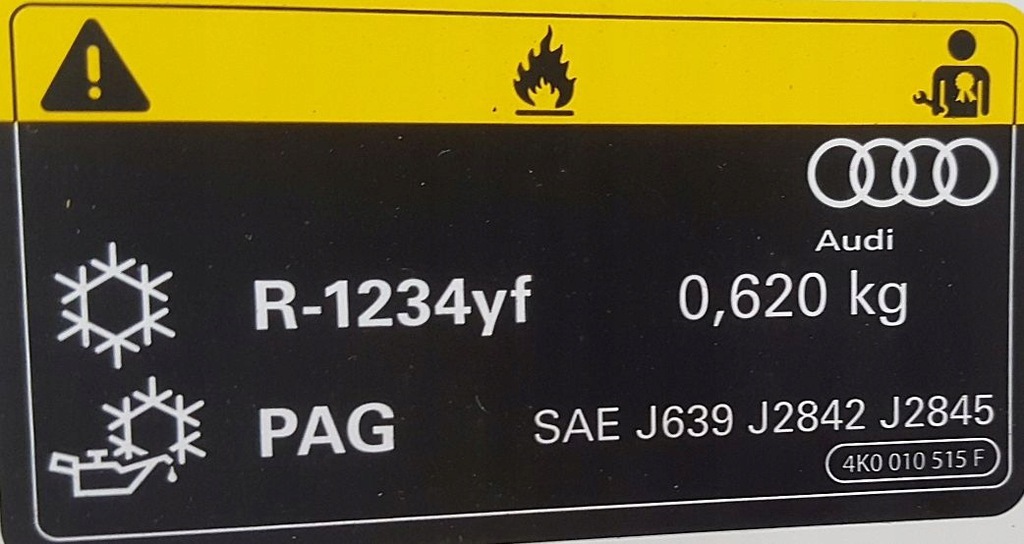 Audi
R-1234yf 0,620 kg
PAG SAE J639 J2842 J2845
4K0 010 515 F